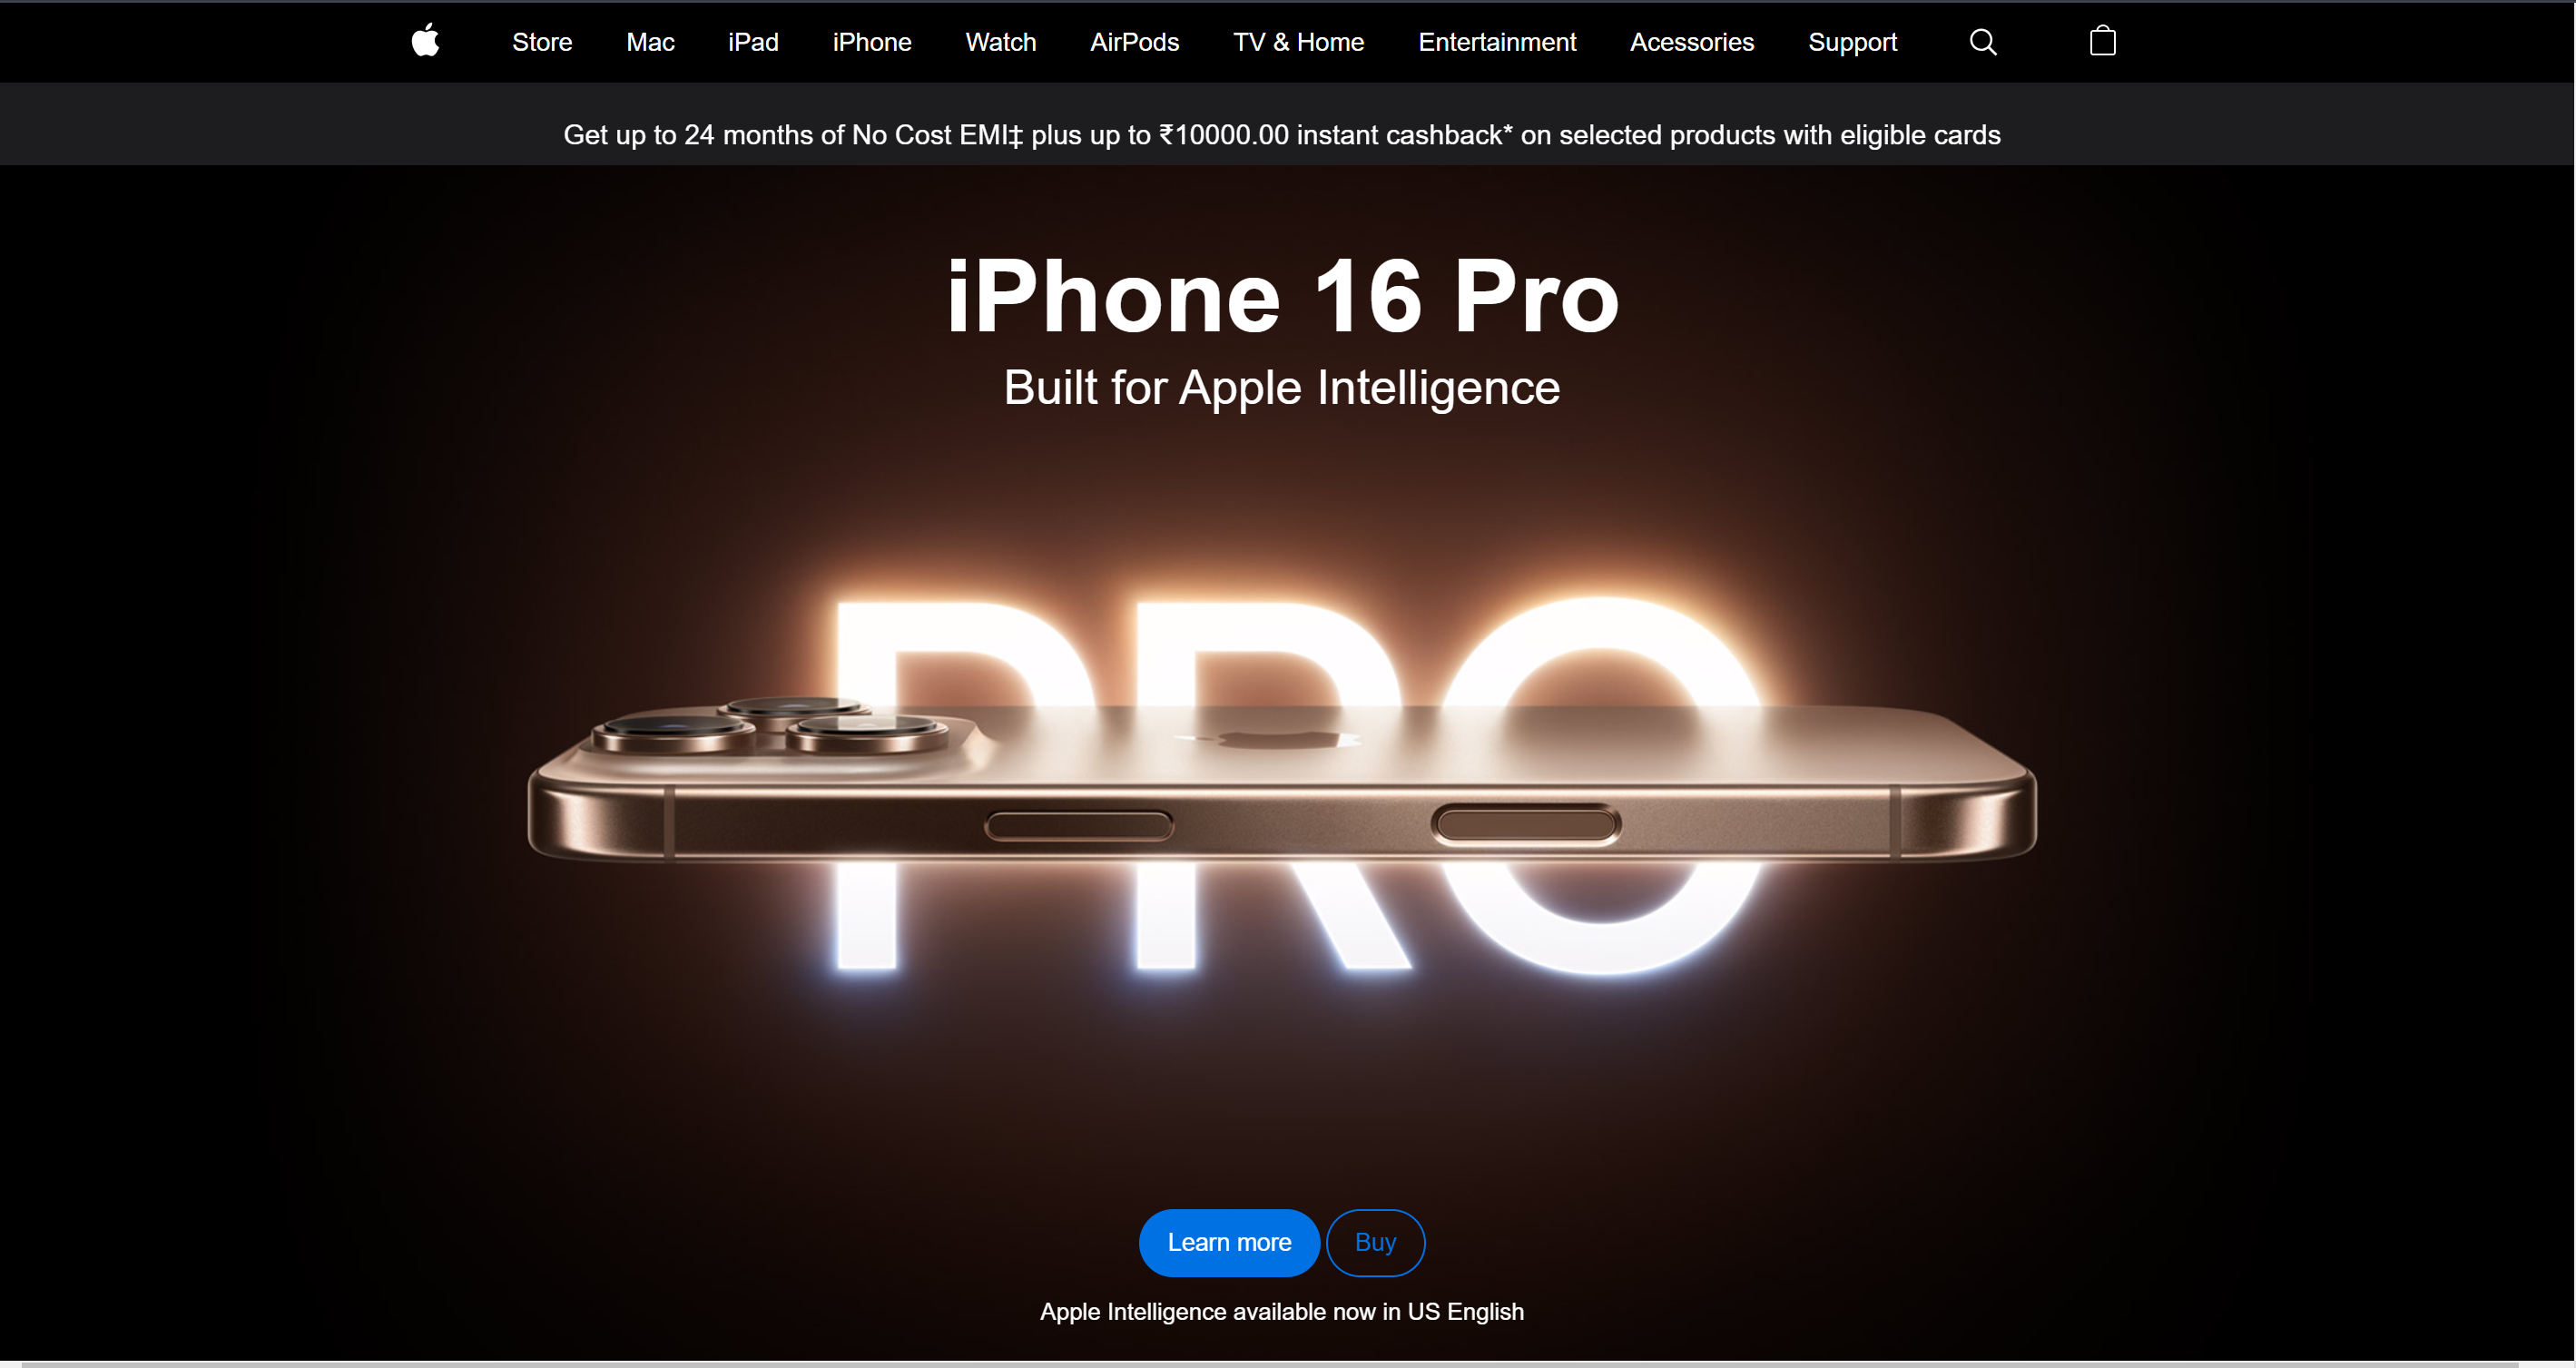 Store Mac iPad iPhone Watch AirPods TV & Home Entertainment Acessories Support
Get up to 24 months of No Cost EMI‡ plus up to ₹10000.00 instant cashback* on selected products with eligible cards
iPhone 16 Pro
Built for Apple Intelligence
PRO
Learn more Buy
Apple Intelligence available now in US English